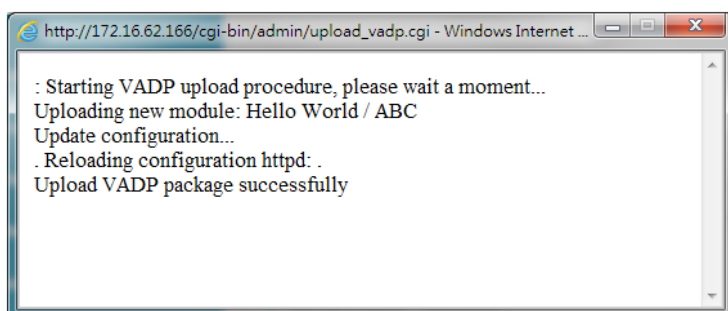 http://172.16.62.166/cgi-bin/admin/upload_vadp.cgi - Windows Internet ...
: Starting VADP upload procedure, please wait a moment...
Uploading new module: Hello World / ABC
Update configuration...
. Reloading configuration httpd: .
Upload VADP package successfully